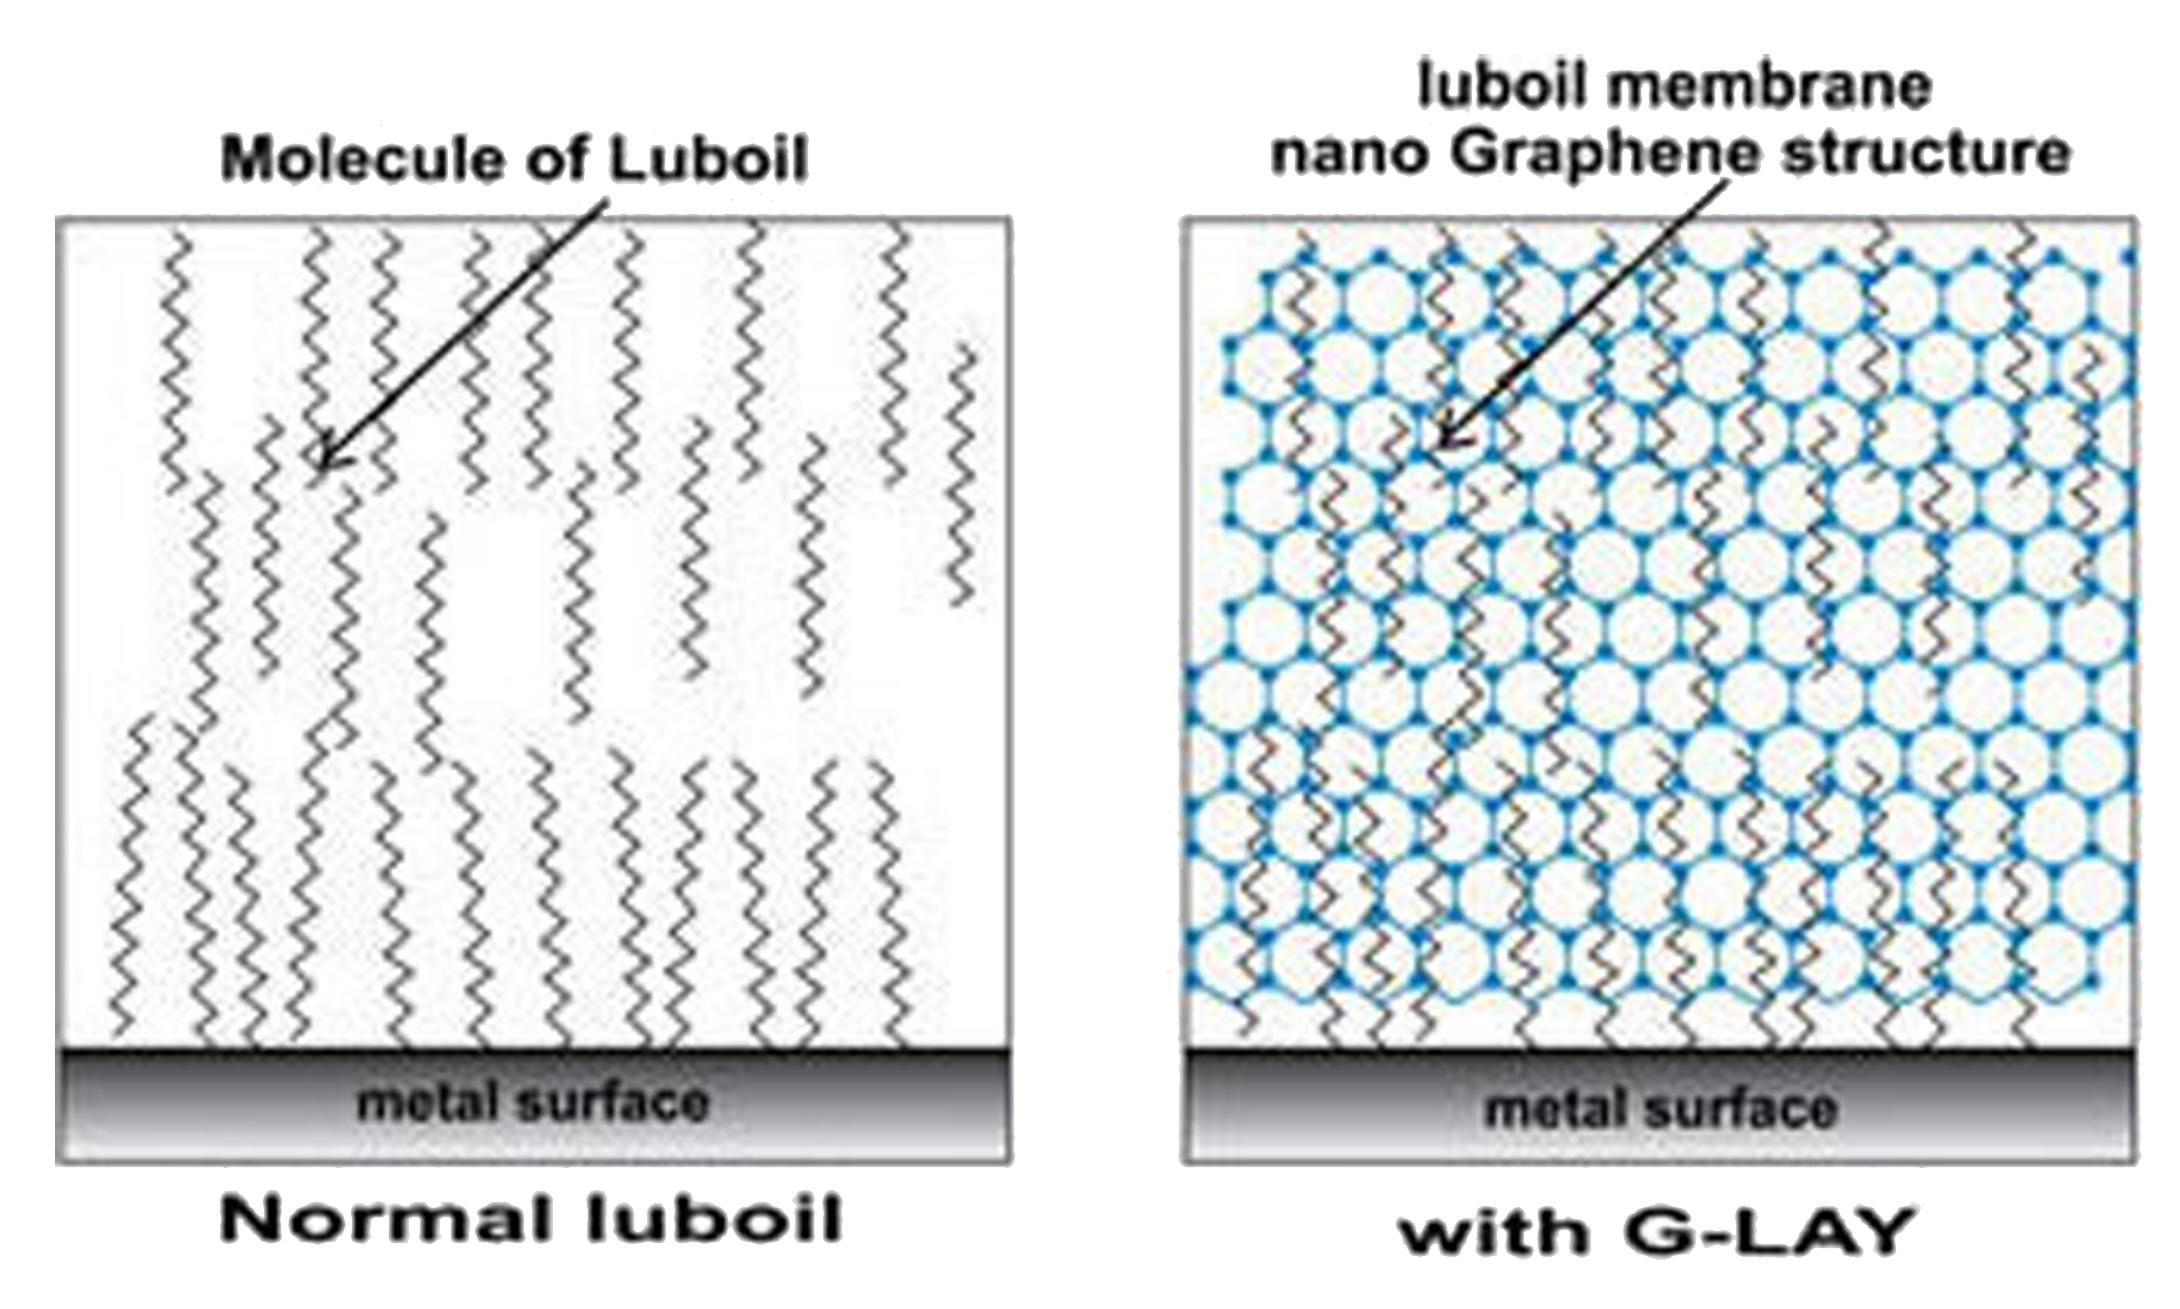 Molecule of Luboil
metal surface
Normal luboil
luboil membrane
nano Graphene structure
metal surface
with G-LAY